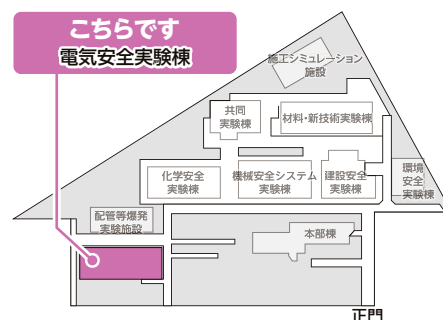 こちらです
電気安全実験棟
施工シミュレーション
施設
共同
実験棟
材料・新技術実験棟
化学安全
実験棟
機械安全システム
実験棟
建設安全
実験棟
環境
安全
実験棟
配管等爆発
実験施設
本部棟
正門